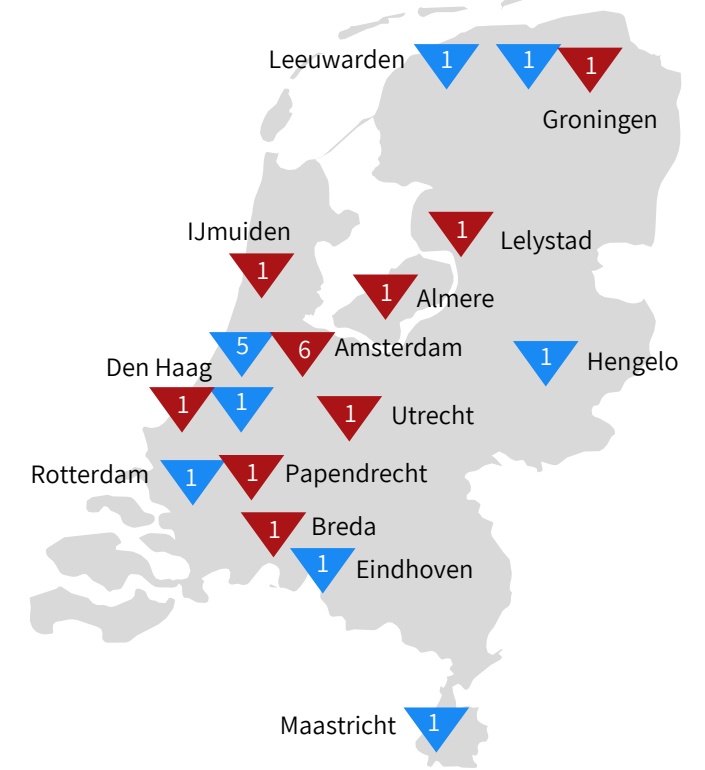 Leeuwarden 1 1 1
Groningen
IJmuiden
1
1
Lelystad
1
Almere
5 6 Amsterdam
1 Hengelo
Den Haag
1 1
1 Utrecht
Rotterdam 1 1 Papendrecht
1 Breda
1 Eindhoven
Maastricht 1